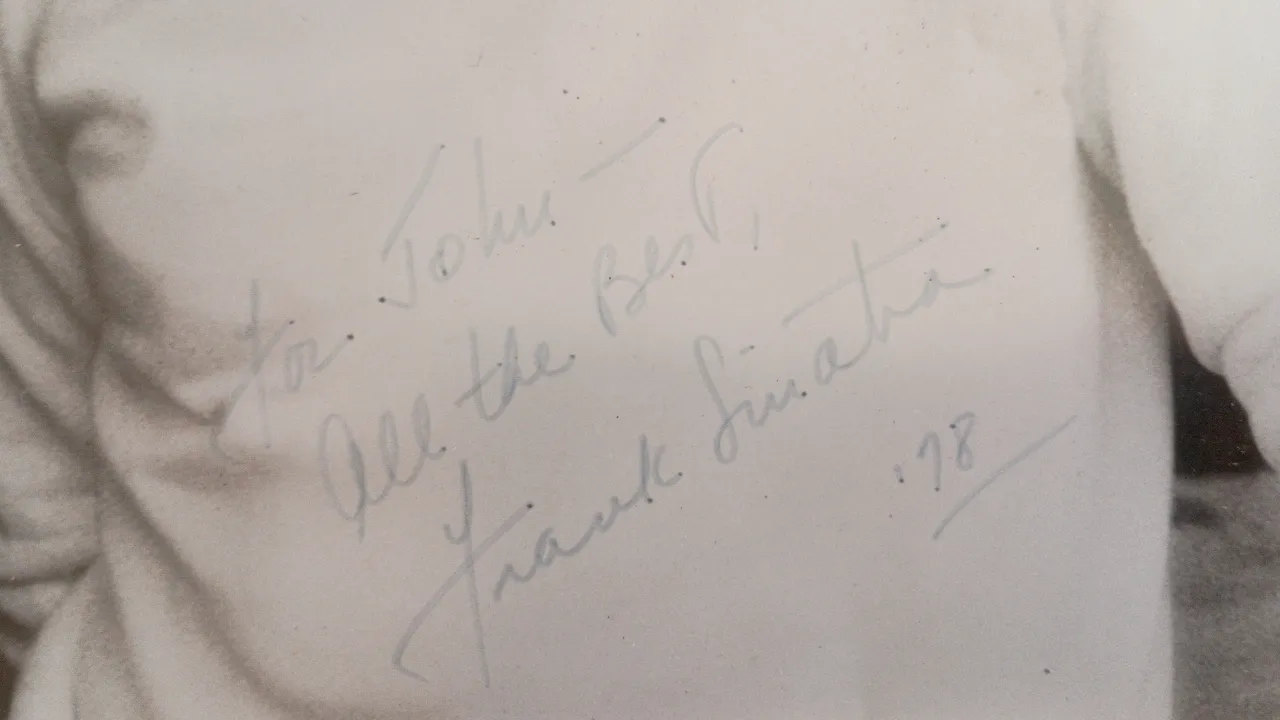 for John
All the Best,
Frank Sinatra
'78